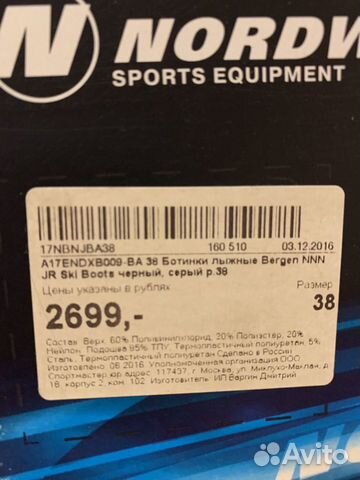 N NORDW
SPORTS EQUIPMENT
17NBNJBA38 160 510 03.12.2016
A17ENDXB009-BA 38 Ботинки лыжные Bergen NNN
JR Ski Boots черный, серый р.38
Цены указаны в рублях Размер
2699,- 38
Состав: Верх: 60% Поливинилхлорид, 20% Полиэстер, 20%
Нейлон. Подошва 95% ТПУ, Термопластичный полиуретан, 5%
Сталь, Термопластичный полиуретан Сделано в России
Изготовлено 06.2016. Уполномоченная организация ООО
Спортмастер юр.адрес: 117437, г. Москва, ул. Миклухо-Маклая, д.
18, корпус 2, ком. 102. Изготовитель: ИП Варгин Дмитрий
Avito